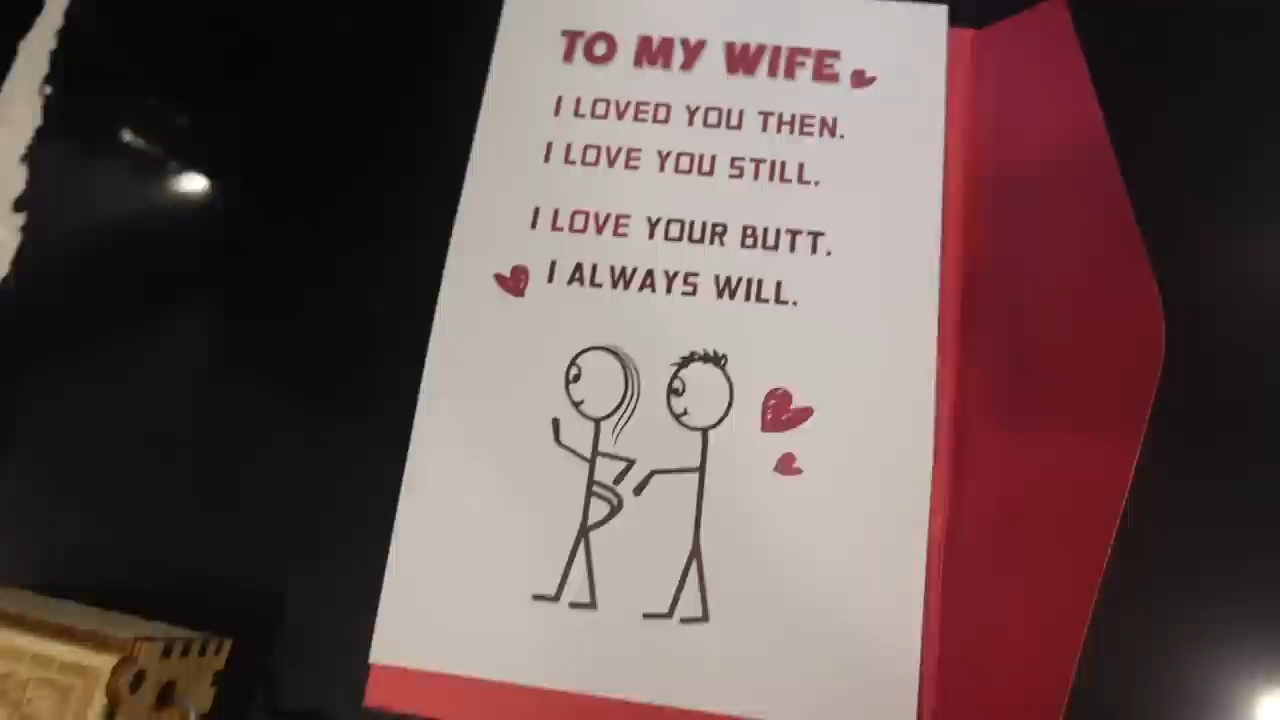 TO MY WIFE
I LOVED YOU THEN.
I LOVE YOU STILL.
I LOVE YOUR BUTT.
I ALWAYS WILL.